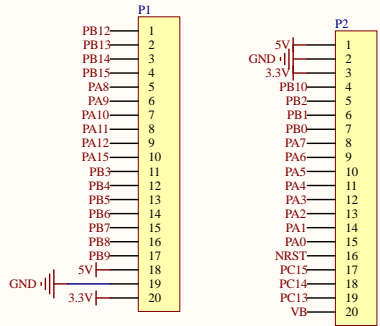 P1
PB12 1
PB13 2
PB14 3
PB15 4
PA8 5
PA9 6
PA10 7
PA11 8
PA12 9
PA15 10
PB3 11
PB4 12
PB5 13
PB6 14
PB7 15
PB8 16
PB9 17
5V 18
GND 19
3.3V 20
P2
5V 1
GND 2
3.3V 3
PB10 4
PB2 5
PB1 6
PB0 7
PA7 8
PA6 9
PA5 10
PA4 11
PA3 12
PA2 13
PA1 14
PA0 15
NRST 16
PC15 17
PC14 18
PC13 19
VB 20